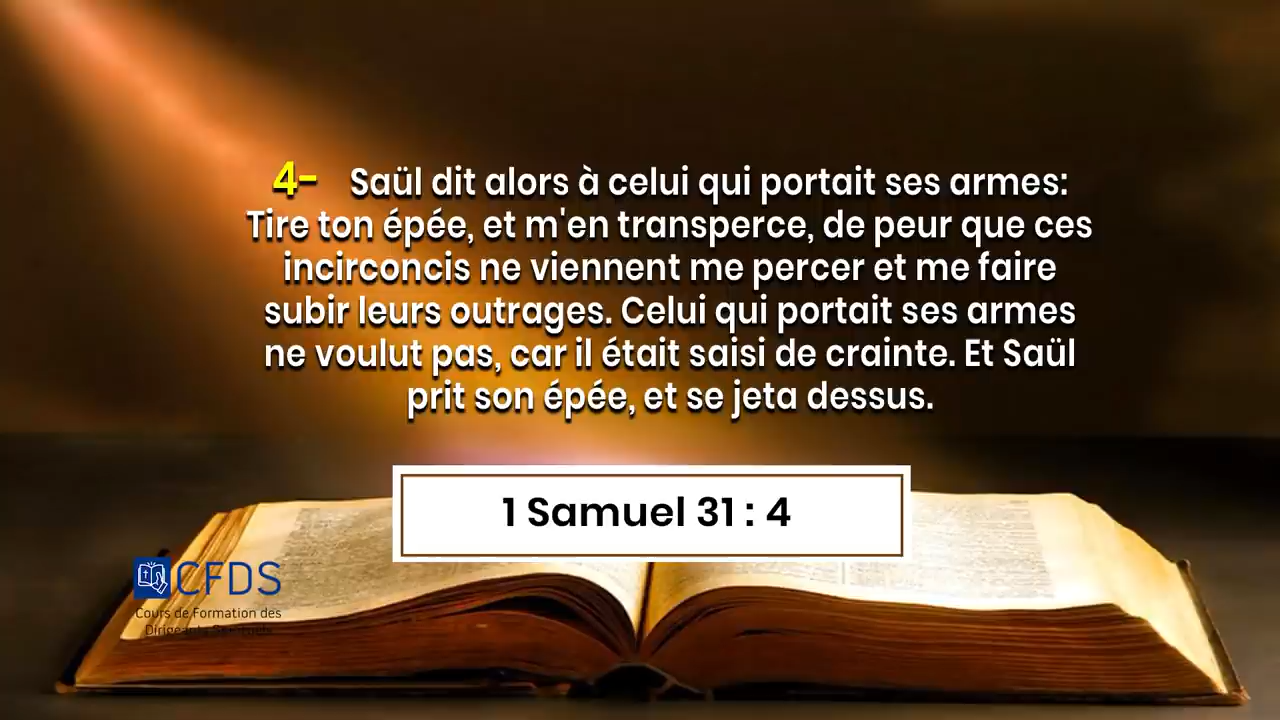 4- Saül dit alors à celui qui portait ses armes:
Tire ton épée, et m'en transperce, de peur que ces
incirconcis ne viennent me percer et me faire
subir leurs outrages. Celui qui portait ses armes
ne voulut pas, car il était saisi de crainte. Et Saül
prit son épée, et se jeta dessus.
1 Samuel 31 : 4
CFDS
Cours de Formation des